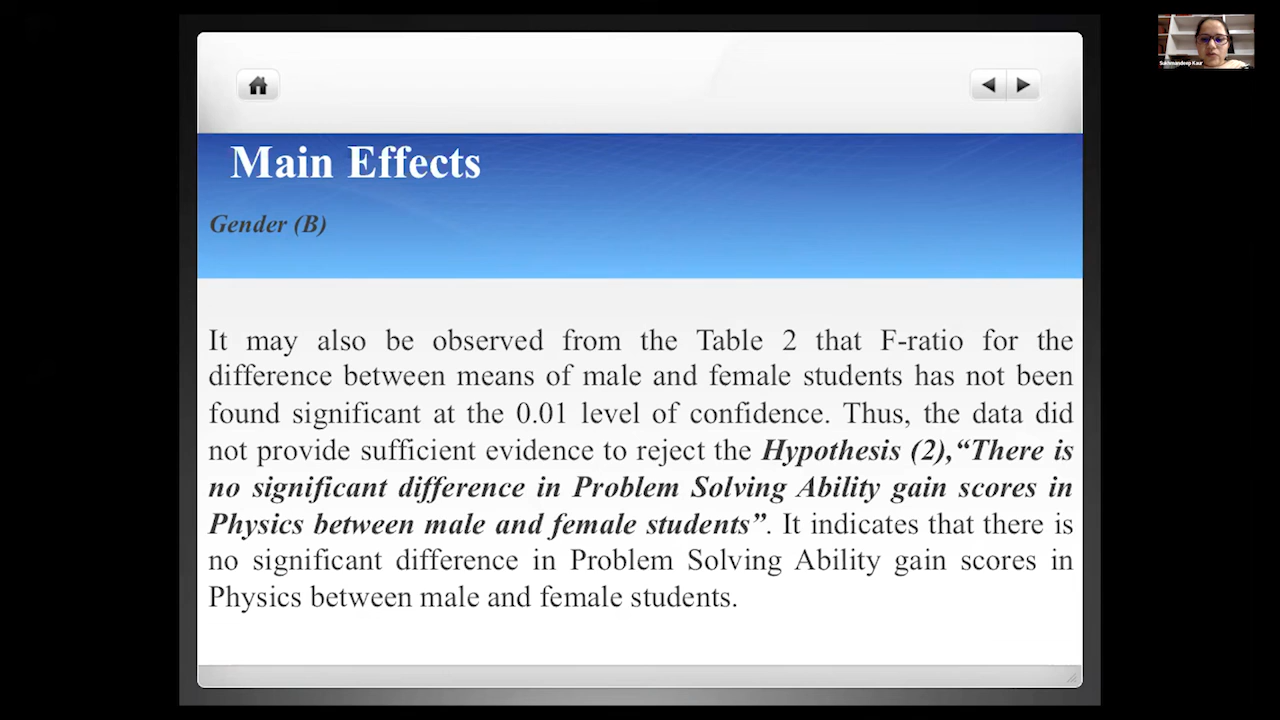 Sukhmandeep Kaur
Main Effects
Gender (B)
It may also be observed from the Table 2 that F-ratio for the
difference between means of male and female students has not been
found significant at the 0.01 level of confidence. Thus, the data did
not provide sufficient evidence to reject the Hypothesis (2),“There is
no significant difference in Problem Solving Ability gain scores in
Physics between male and female students”. It indicates that there is
no significant difference in Problem Solving Ability gain scores in
Physics between male and female students.